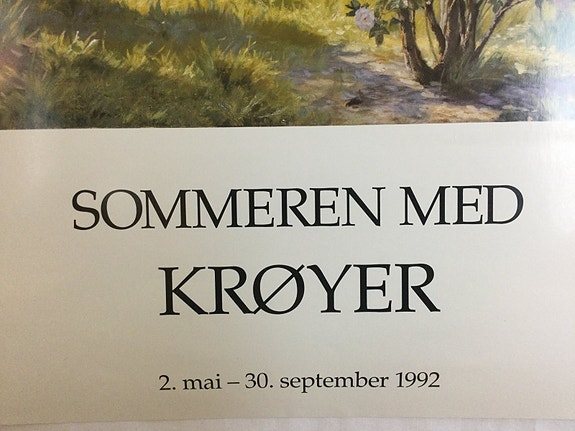 SOMMEREN MED
KRØYER
2. mai – 30. september 1992